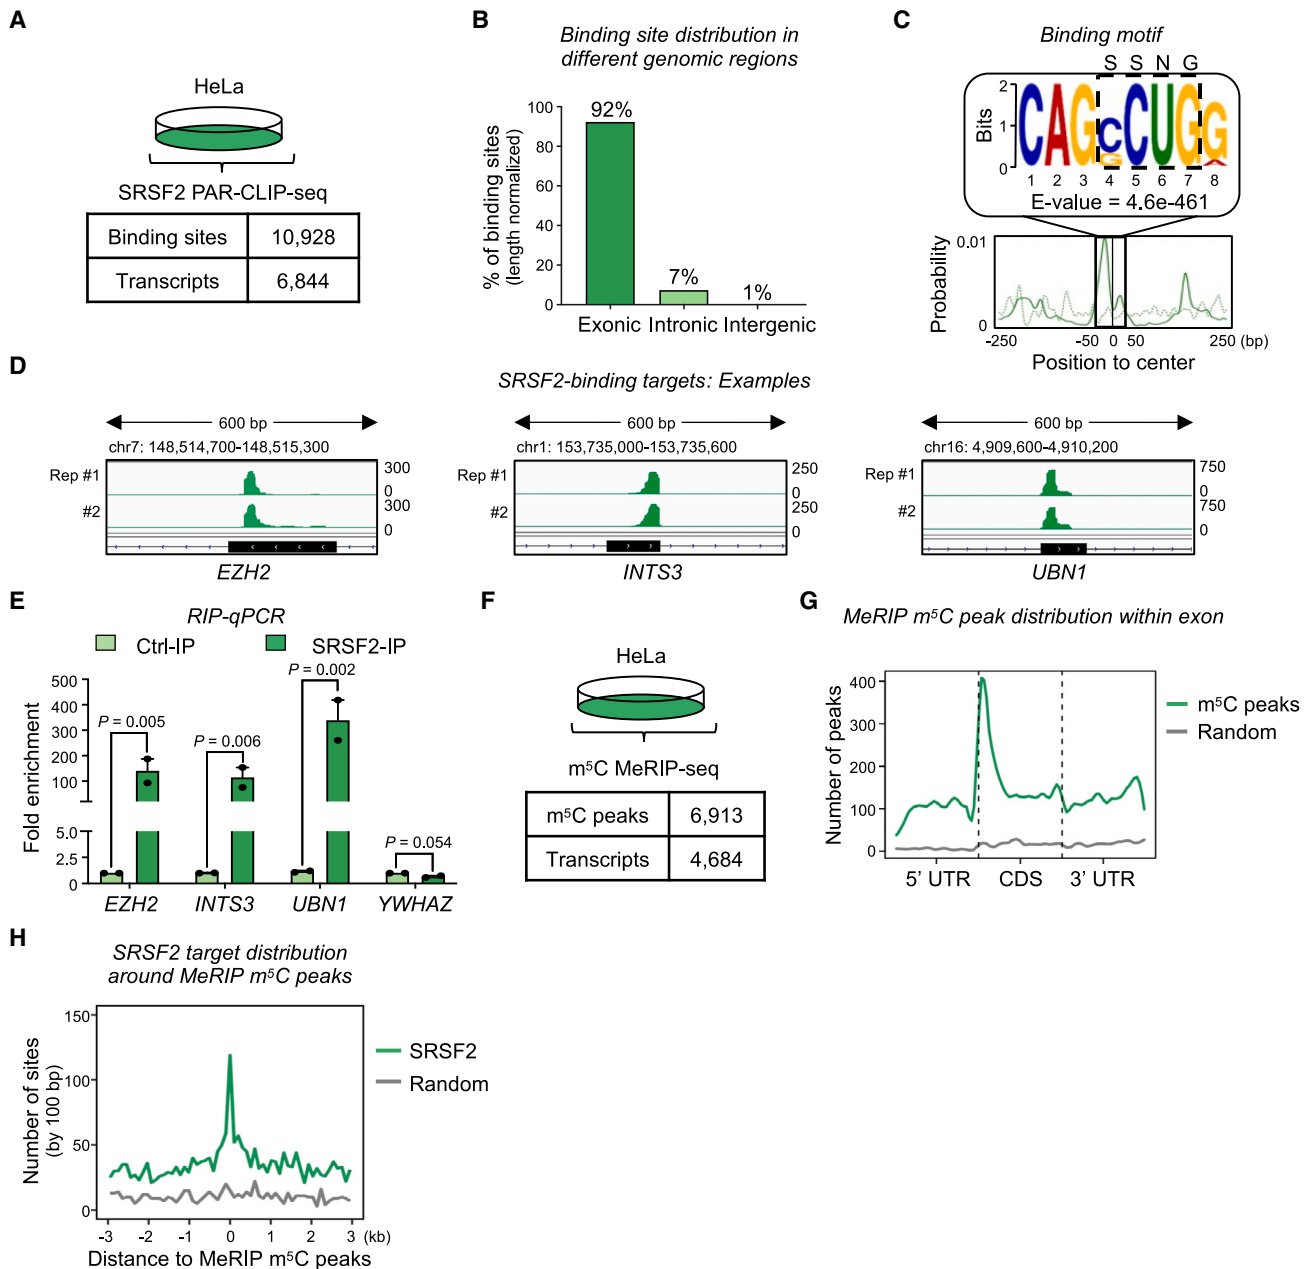 A
HeLa
SRSF2 PAR-CLIP-seq
Binding sites 10,928
Transcripts 6,844
B
Binding site distribution in
different genomic regions
% of binding sites
(length normalized)
100
80
60
40
20
0
92%
7%
1%
Exonic Intronic Intergenic
C
Binding motif
S S N G
Bits
2
1
0
CAGCCUGG
G A
1 2 3 4 5 6 7 8
E-value = 4.6e-461
Probability
0.01
0
-250 -50 0 50 250 (bp)
Position to center
D
SRSF2-binding targets: Examples
600 bp
chr7: 148,514,700-148,515,300
Rep #1
300
0
#2
300
0
EZH2
600 bp
chr1: 153,735,000-153,735,600
Rep #1
250
0
#2
250
0
INTS3
600 bp
chr16: 4,909,600-4,910,200
Rep #1
750
0
#2
750
0
UBN1
E
RIP-qPCR
Ctrl-IP SRSF2-IP
Fold enrichment
500
400
300
200
100
5.0
2.5
0
P = 0.005
P = 0.006
P = 0.002
P = 0.054
EZH2 INTS3 UBN1 YWHAZ
F
HeLa
m⁵C MeRIP-seq
m⁵C peaks 6,913
Transcripts 4,684
G
MeRIP m⁵C peak distribution within exon
Number of peaks
400
300
200
100
0
5' UTR CDS 3' UTR
m⁵C peaks
Random
H
SRSF2 target distribution
around MeRIP m⁵C peaks
Number of sites
(by 100 bp)
150
100
50
0
-3 -2 -1 0 1 2 3 (kb)
Distance to MeRIP m⁵C peaks
SRSF2
Random